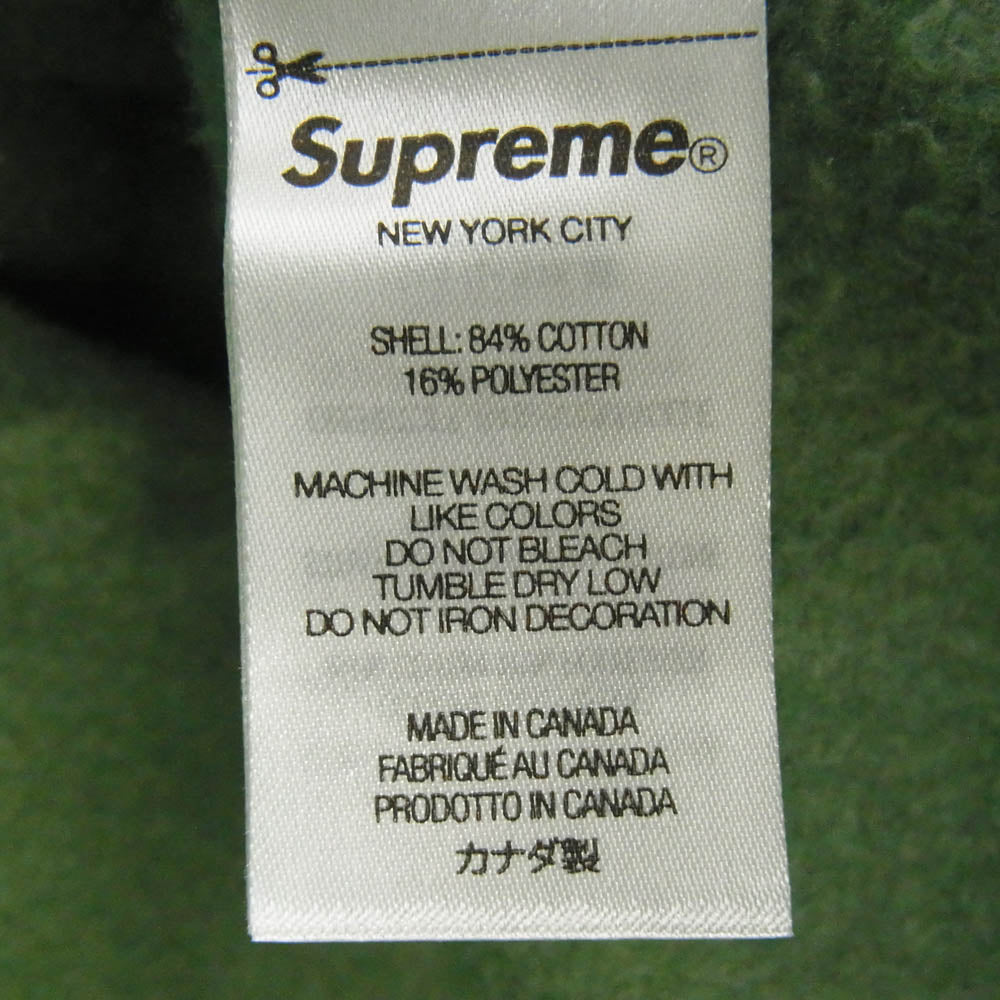 Supreme®
NEW YORK CITY
SHELL: 84% COTTON
16% POLYESTER
MACHINE WASH COLD WITH
LIKE COLORS
DO NOT BLEACH
TUMBLE DRY LOW
DO NOT IRON DECORATION
MADE IN CANADA
FABRIQUÉ AU CANADA
PRODOTTO IN CANADA
カナダ製